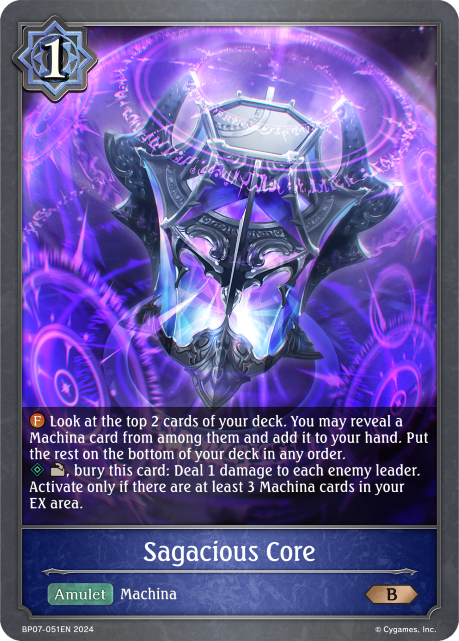 1
F Look at the top 2 cards of your deck. You may reveal a
Machina card from among them and add it to your hand. Put
the rest on the bottom of your deck in any order.
, bury this card: Deal 1 damage to each enemy leader.
Activate only if there are at least 3 Machina cards in your
EX area.
Sagacious Core
Amulet Machina
B
BP07-051EN 2024
© Cygames, Inc.